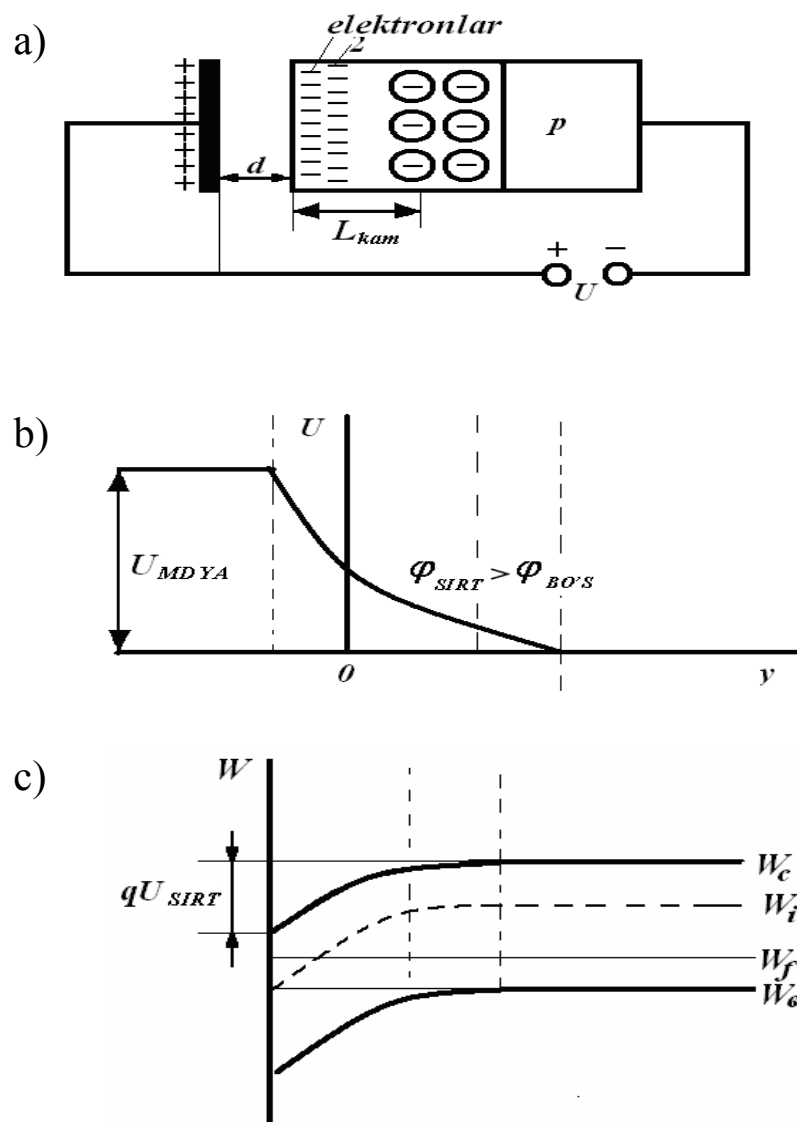 a)
elektronlar
2
d
p
L kam
+ −
U
b)
U
U MDYA
φ SIRT > φ BO'S
0
y
c)
W
qU SIRT
W c
W i
W f
W в